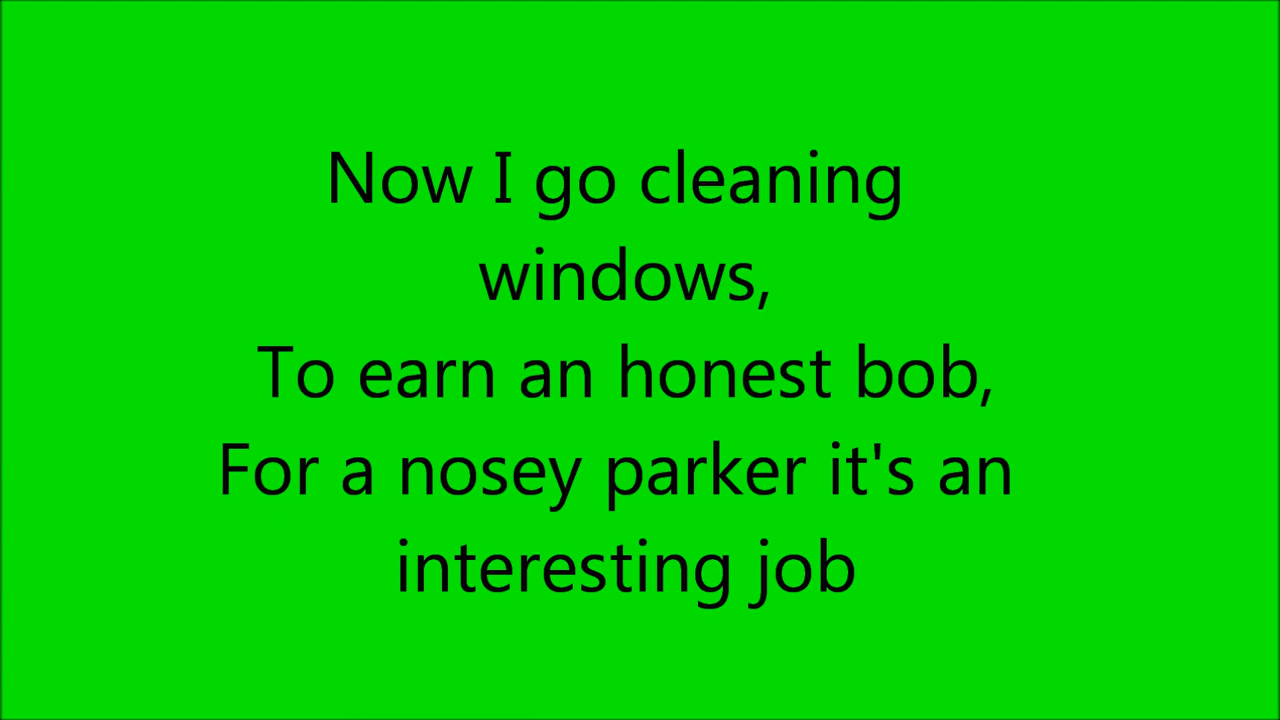 Now I go cleaning
windows,
To earn an honest bob,
For a nosey parker it's an
interesting job